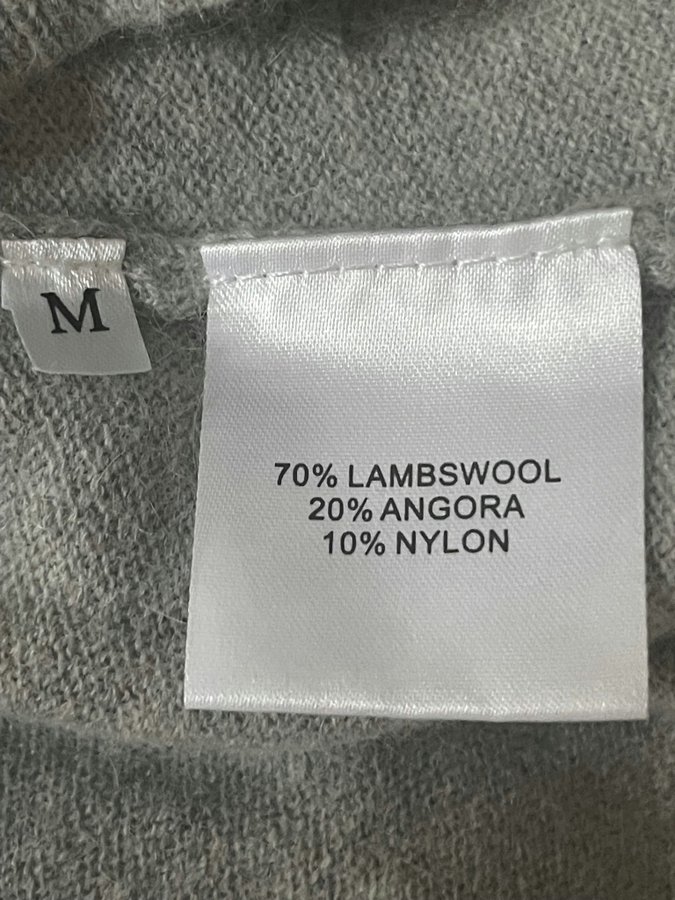 M
70% LAMBSWOOL
20% ANGORA
10% NYLON